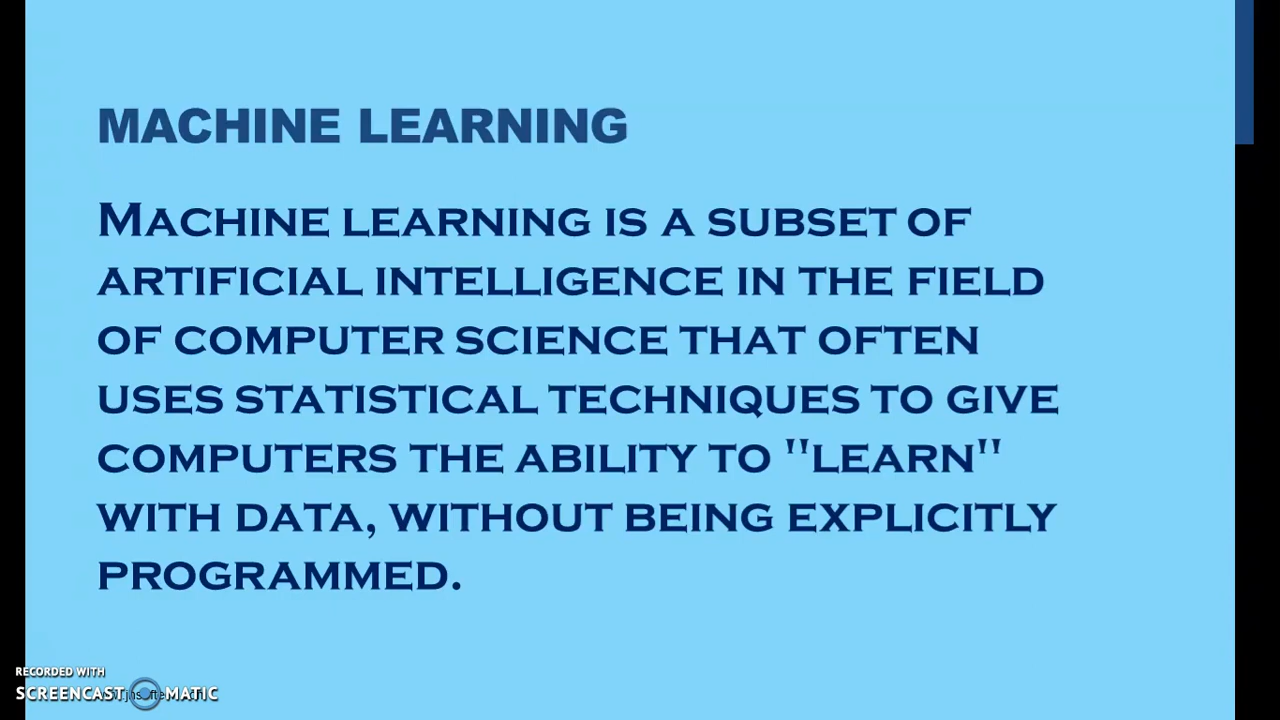 MACHINE LEARNING
MACHINE LEARNING IS A SUBSET OF
ARTIFICIAL INTELLIGENCE IN THE FIELD
OF COMPUTER SCIENCE THAT OFTEN
USES STATISTICAL TECHNIQUES TO GIVE
COMPUTERS THE ABILITY TO "LEARN"
WITH DATA, WITHOUT BEING EXPLICITLY
PROGRAMMED.
RECORDED WITH
SCREENCAST MATIC